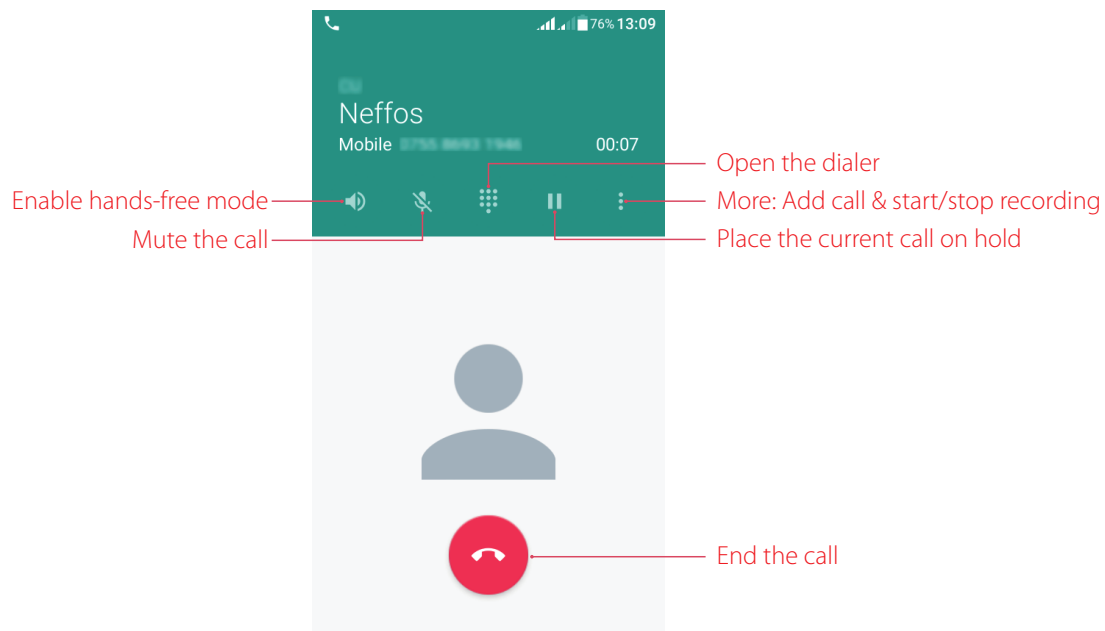 76% 13:09
Neffos
Mobile 00:07
Open the dialer
Enable hands-free mode
More: Add call & start/stop recording
Mute the call
Place the current call on hold
End the call